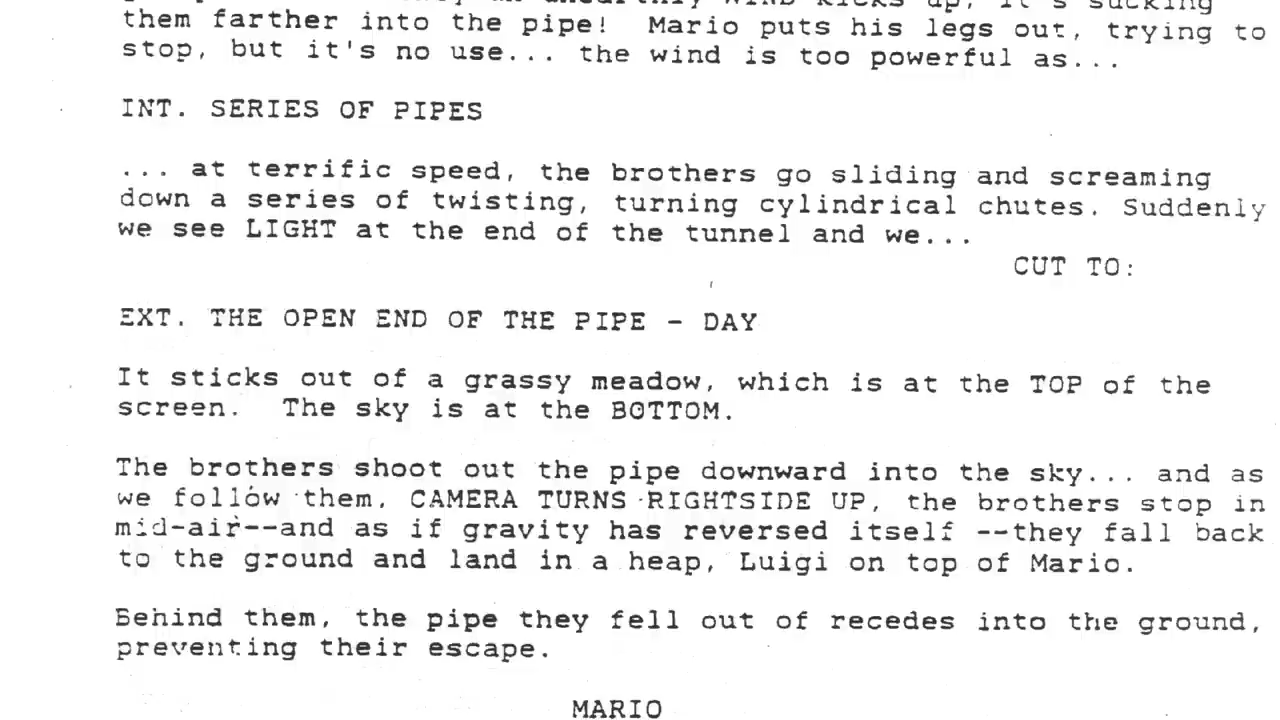 an unearthly WIND kicks up, it's sucking
them farther into the pipe!  Mario puts his legs out, trying to
stop, but it's no use... the wind is too powerful as...
INT. SERIES OF PIPES
... at terrific speed, the brothers go sliding and screaming
down a series of twisting, turning cylindrical chutes. Suddenly
we see LIGHT at the end of the tunnel and we...
CUT TO:
EXT. THE OPEN END OF THE PIPE - DAY
It sticks out of a grassy meadow, which is at the TOP of the
screen.  The sky is at the BOTTOM.
The brothers shoot out the pipe downward into the sky... and as
we follow them, CAMERA TURNS RIGHTSIDE UP, the brothers stop in
mid-air--and as if gravity has reversed itself --they fall back
to the ground and land in a heap, Luigi on top of Mario.
Behind them, the pipe they fell out of recedes into the ground,
preventing their escape.
MARIO